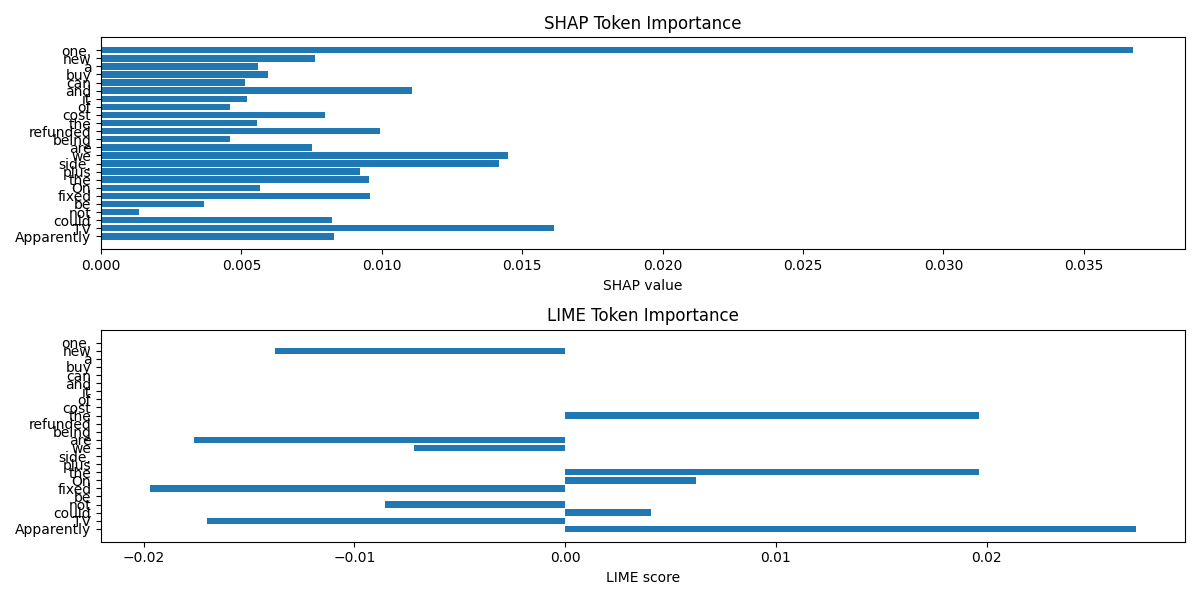 SHAP Token Importance
one
new
a
buy
can
and
it
of
cost
the
refunded
being
are
we
side
plus
the
On
fixed
be
not
could
TV
Apparently
0.000 0.005 0.010 0.015 0.020 0.025 0.030 0.035
SHAP value
LIME Token Importance
one
new
a
buy
can
and
it
of
cost
the
refunded
being
are
we
side
plus
the
On
fixed
be
not
could
TV
Apparently
−0.02 −0.01 0.00 0.01 0.02
LIME score